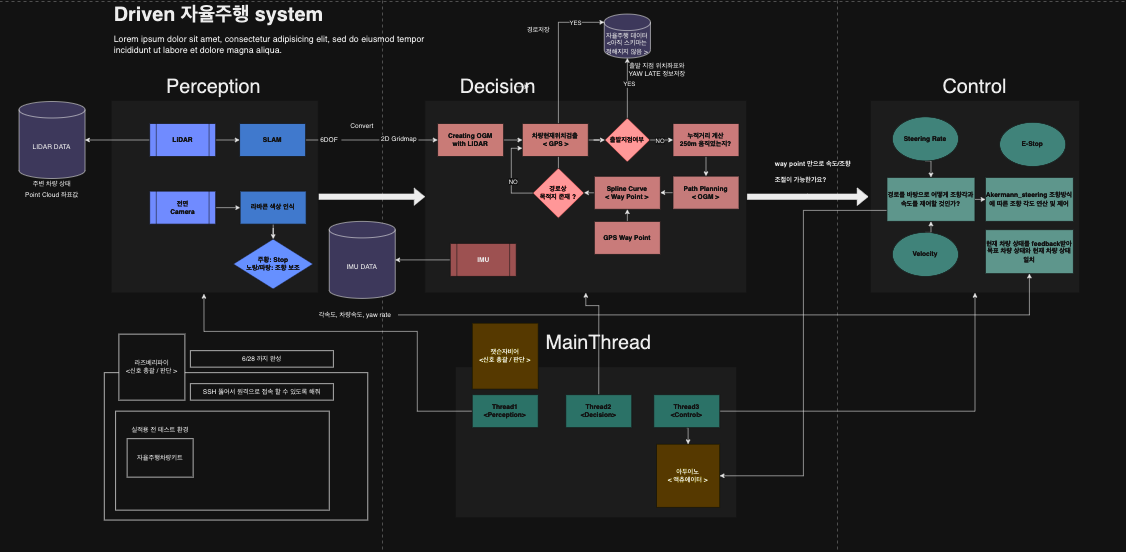 Driven 자율주행 system
Lorem ipsum dolor sit amet, consectetur adipisicing elit, sed do eiusmod tempor
incididunt ut labore et dolore magna aliqua.
Perception
LIDAR DATA
주변 차량 상태
Point Cloud 좌표값
LIDAR
SLAM
6DOF
Convert
2D Gridmap
전면
Camera
라바콘 색상 인식
주황: Stop
노랑/파랑: 조향 보조
Decision
경로저장
YES
자율주행 데이터
<아직 스키마는
정해지지 않음 >
출발 지점 위치좌표와
YAW LATE 정보저장
YES
Creating OGM
with LIDAR
차량현재위치검출
< GPS >
출발지점여부
NO
누적거리 계산
250m 움직였는지?
NO
경로상
목적지 존재 ?
Spline Curve
< Way Point >
Path Planning
< OGM >
GPS Way Point
IMU
IMU DATA
각속도, 차량속도, yaw rate
way point 만으로 속도/조향
조절이 가능한가요?
Control
Steering Rate
E-Stop
경로를 바탕으로 어떻게 조향각과
속도를 제어할 것인가?
Akermann_steering 조향방식
에 따른 조향 각도 연산 및 제어
Velocity
현재 차량 상태를 feedback받아
목표 차량 상태와 현재 차량 상태
일치
MainThread
잿슨자비어
<신호 총괄 / 판단 >
Thread1
<Perception>
Thread2
<Decision>
Thread3
<Control>
아두이노
< 액츄에이터 >
라즈베리파이
<신호 총괄 / 판단 >
6/28 까지 완성
SSH 뚫어서 원격으로 접속 할 수 있도록 해줘
실적용 전 테스트 환경
자율주행차량키트